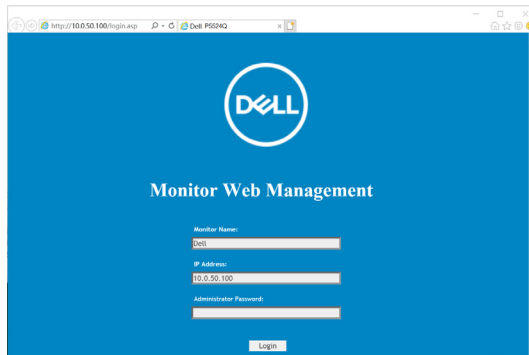 http://10.0.50.100/login.asp
Dell P5524Q
DELL
Monitor Web Management
Monitor Name:
Dell
IP Address:
10.0.50.100
Administrator Password:
Login